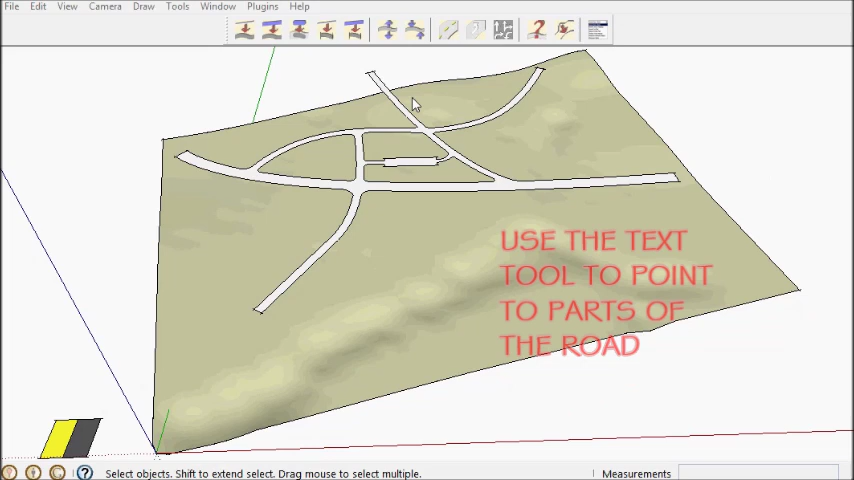 File Edit View Camera Draw Tools Window Plugins Help
USE THE TEXT
TOOL TO POINT
TO PARTS OF
THE ROAD
Select objects. Shift to extend select. Drag mouse to select multiple.
Measurements